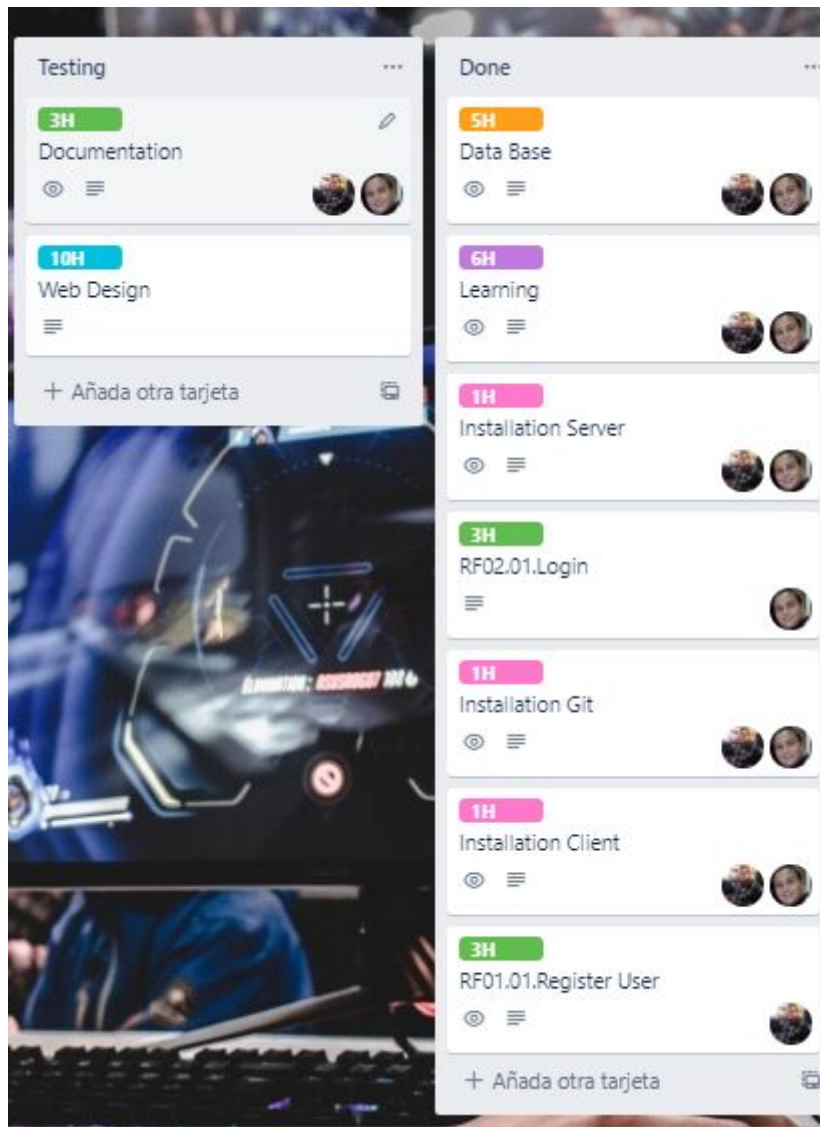 Testing
3H
Documentation
10H
Web Design
+ Añada otra tarjeta
Done
5H
Data Base
6H
Learning
1H
Installation Server
3H
RF02.01.Login
1H
Installation Git
1H
Installation Client
3H
RF01.01.Register User
+ Añada otra tarjeta